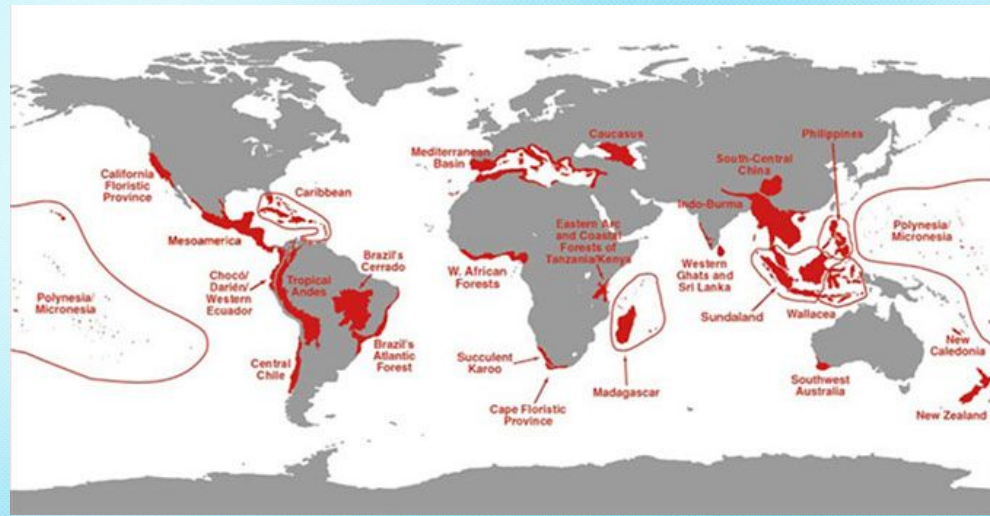 Philippines
Caucasus
Mediterranean
Basin
South-Central
China
California
Floristic
Province
Caribbean
Indo-Burma
Eastern Arc
and Coastal
Forests of
Tanzania/Kenya
Polynesia/
Micronesia
Mesoamerica
Brazil's
Cerrado
W. African
Forests
Western
Ghats and
Sri Lanka
Chocó/
Darién/
Western
Ecuador
Tropical
Andes
Polynesia/
Micronesia
Sundaland
Wallacea
Brazil's
Atlantic
Forest
New
Caledonia
Central
Chile
Succulent
Karoo
Madagascar
Southwest
Australia
Cape Floristic
Province
New Zealand